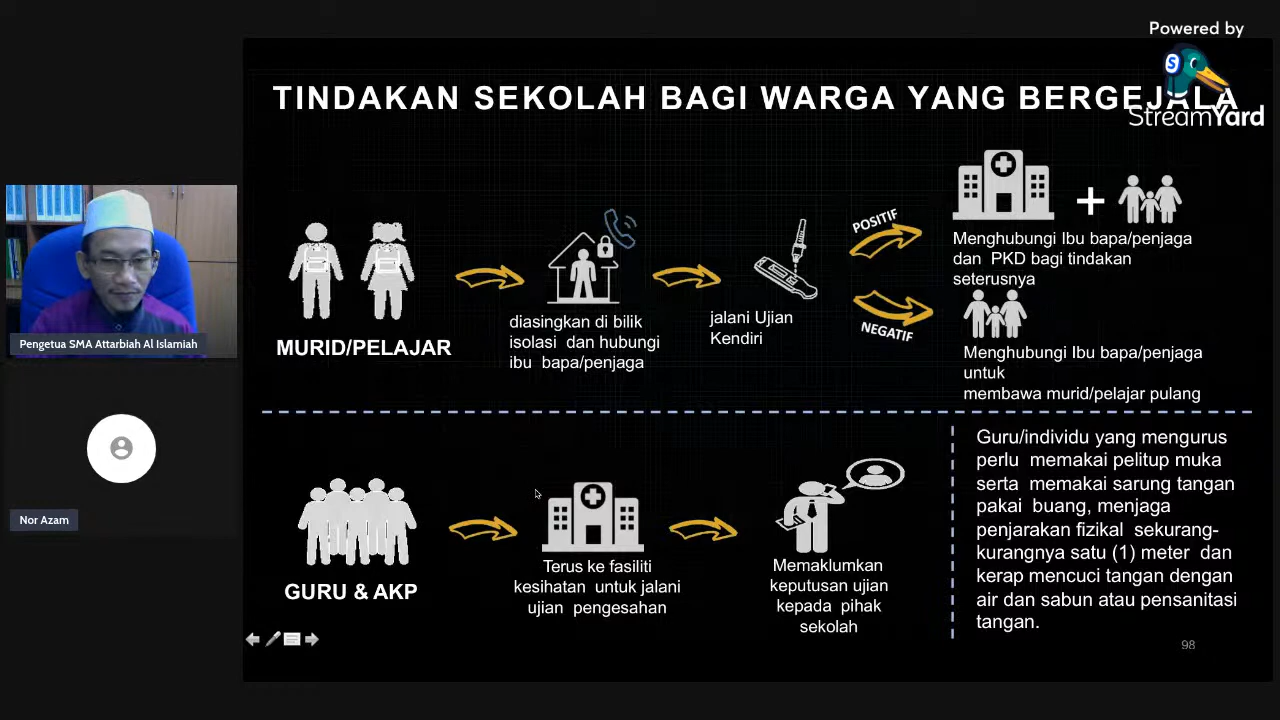 Powered by
StreamYard
TINDAKAN SEKOLAH BAGI WARGA YANG BERGEJALA
MURID/PELAJAR
diasingkan di bilik
isolasi dan hubungi
ibu bapa/penjaga
jalani Ujian
Kendiri
POSITIF
NEGATIF
Menghubungi Ibu bapa/penjaga
dan PKD bagi tindakan
seterusnya
Menghubungi Ibu bapa/penjaga
untuk
membawa murid/pelajar pulang
GURU & AKP
Terus ke fasiliti
kesihatan untuk jalani
ujian pengesahan
Memaklumkan
keputusan ujian
kepada pihak
sekolah
Guru/individu yang mengurus
perlu memakai pelitup muka
serta memakai sarung tangan
pakai buang, menjaga
penjarakan fizikal sekurang-
kurangnya satu (1) meter dan
kerap mencuci tangan dengan
air dan sabun atau pensanitasi
tangan.
98
Pengetua SMA Attarbiah Al Islamiah
Nor Azam